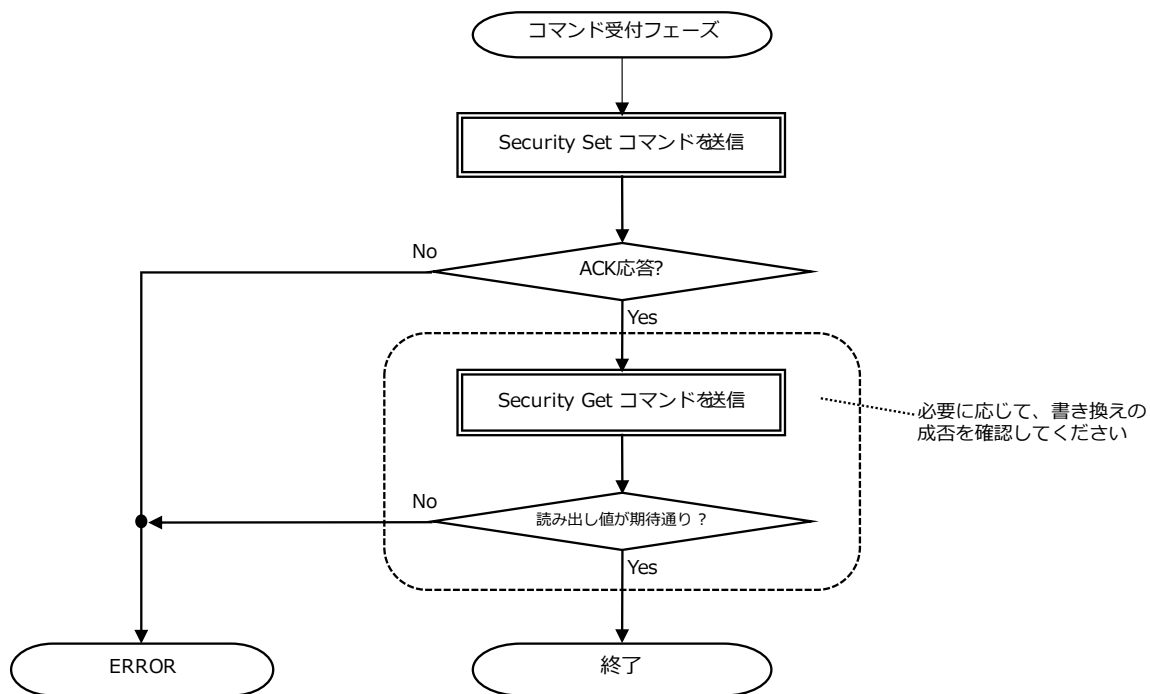 コマンド受付フェーズ
Security Set コマンドを送信
No
ACK応答?
Yes
Security Get コマンドを送信
必要に応じて、書き換えの
成否を確認してください
No
読み出し値が期待通り ?
Yes
ERROR
終了